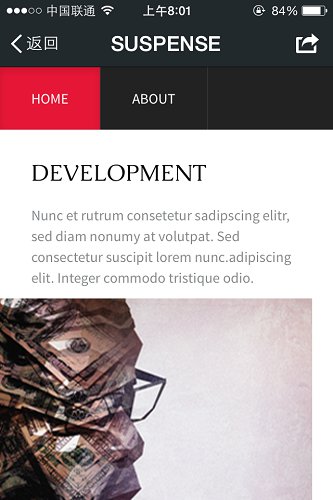 中国联通 上午8:01 84%
返回 SUSPENSE
HOME ABOUT
DEVELOPMENT
Nunc et rutrum consetetur sadipscing elitr,
sed diam nonumy at volutpat. Sed
consectetur suscipit lorem nunc.adipiscing
elit. Integer commodo tristique odio.